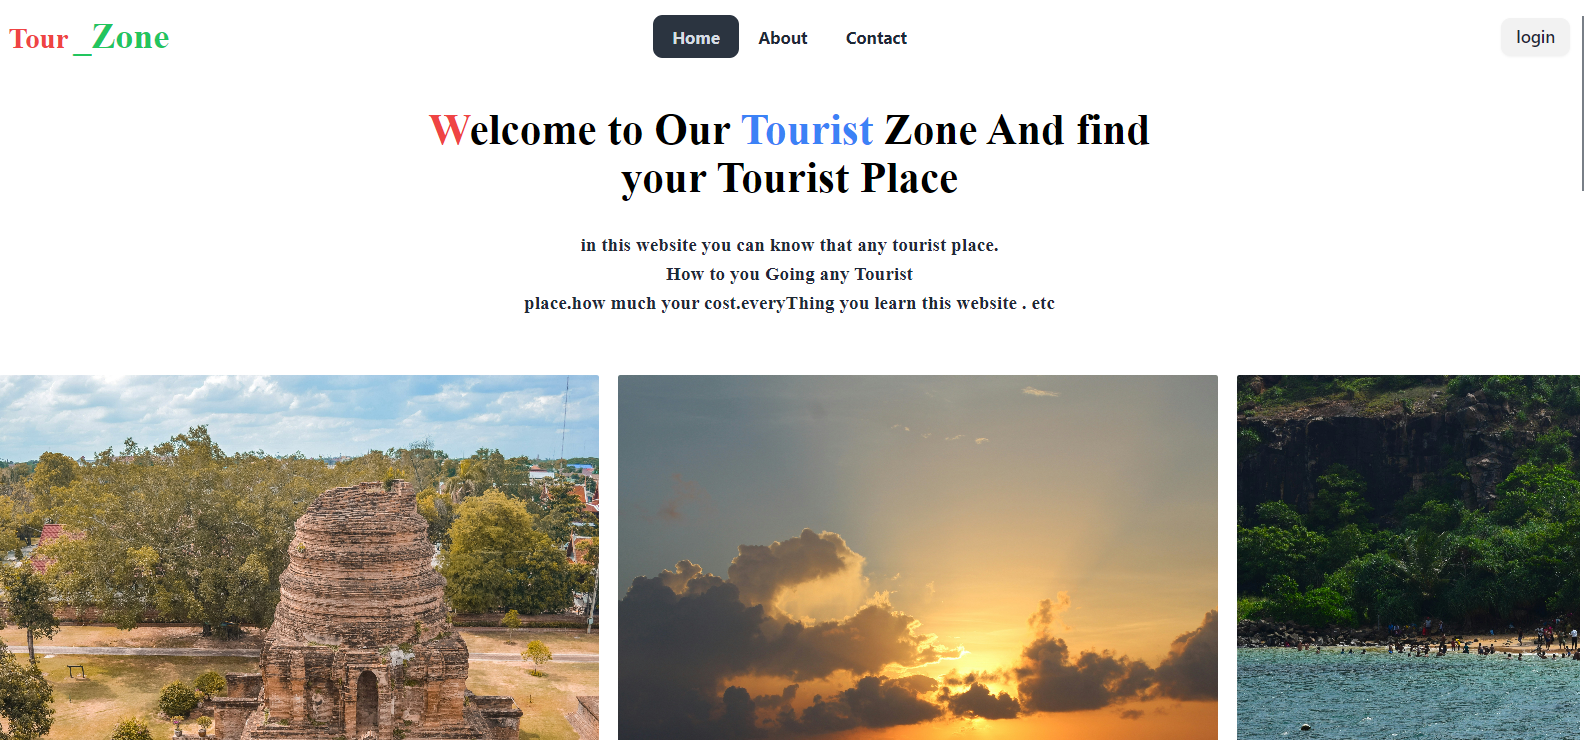 Tour _Zone
Home
About
Contact
login
Welcome to Our Tourist Zone And find
your Tourist Place
in this website you can know that any tourist place.
How to you Going any Tourist
place.how much your cost.everyThing you learn this website . etc